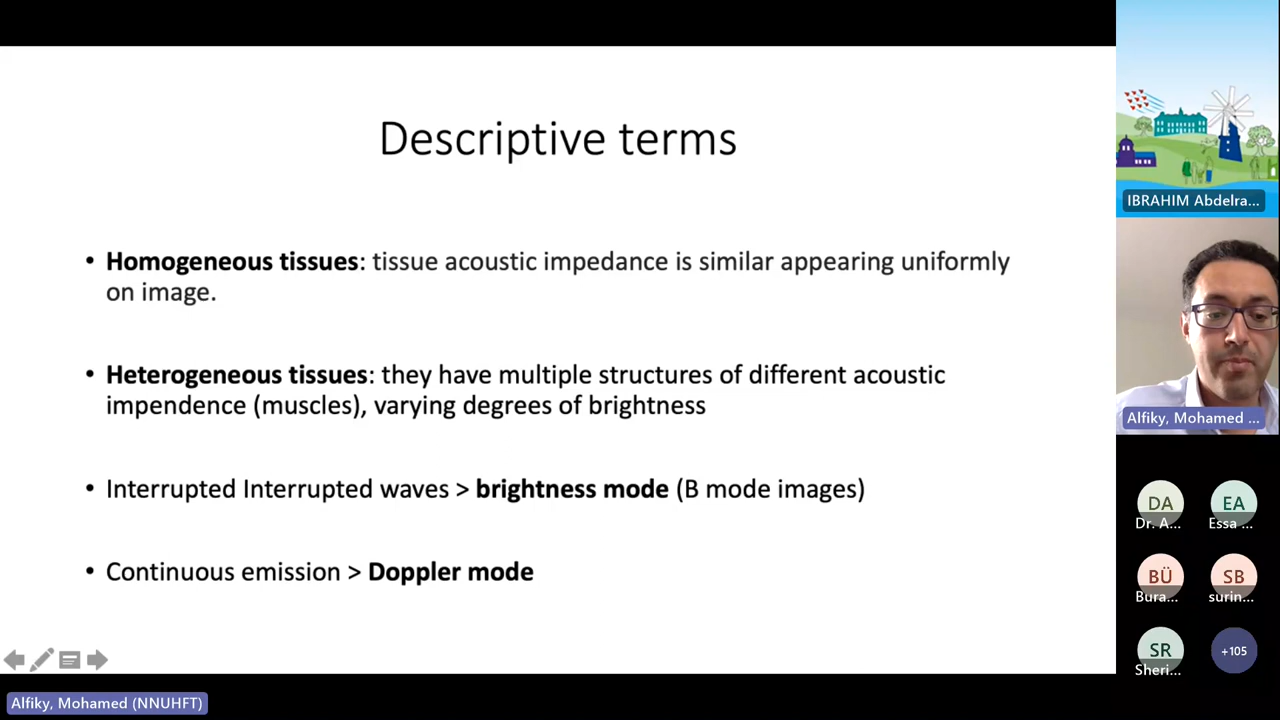 Descriptive terms
• Homogeneous tissues: tissue acoustic impedance is similar appearing uniformly
on image.
• Heterogeneous tissues: they have multiple structures of different acoustic
impendence (muscles), varying degrees of brightness
• Interrupted Interrupted waves > brightness mode (B mode images)
• Continuous emission > Doppler mode
Alfiky, Mohamed (NNUHFT)
IBRAHIM Abdelra...
Alfiky, Mohamed ...
DA
Dr. A...
EA
Essa ...
BÜ
Bura...
SB
surin...
SR
Sheri...
+105